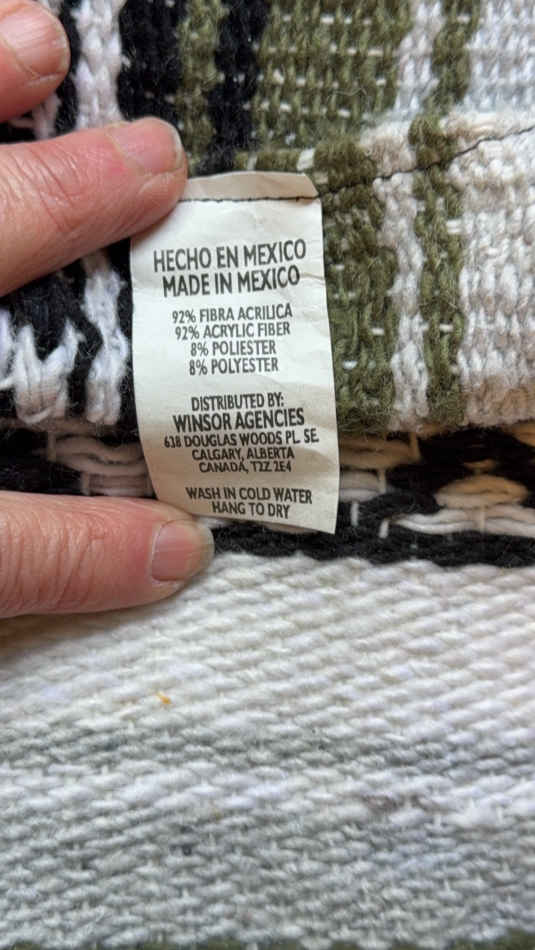 HECHO EN MEXICO
MADE IN MEXICO
92% FIBRA ACRILICA
92% ACRYLIC FIBER
8% POLIESTER
8% POLYESTER
DISTRIBUTED BY:
WINSOR AGENCIES
638 DOUGLAS WOODS PL. SE.
CALGARY, ALBERTA
CANADÁ, T2Z 2E4
WASH IN COLD WATER
HANG TO DRY